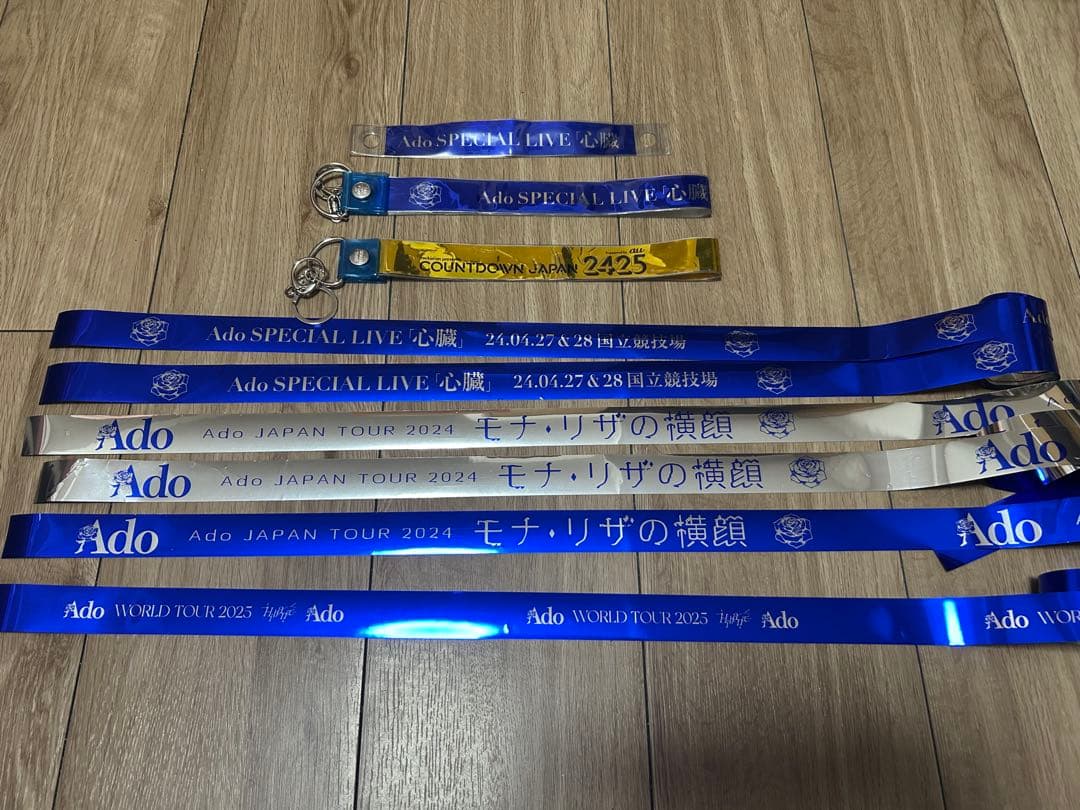 Ado SPECIAL LIVE「心臓」
Ado SPECIAL LIVE「心臓
au
COUNTDOWN JAPAN 2425
Ado SPECIAL LIVE「心臓」 24.04.27&28 国立競技場
Ado SPECIAL LIVE「心臓」 24.04.27&28 国立競技場
Ado Ado JAPAN TOUR 2024 モナ・リザの横顔 Ado
Ado Ado JAPAN TOUR 2024 モナ・リザの横顔 Ado
Ado Ado JAPAN TOUR 2024 モナ・リザの横顔 Ado
Ado WORLD TOUR 2025 Hibana Ado Ado WORLD TOUR 2025 Hibana Ado Ado WOR